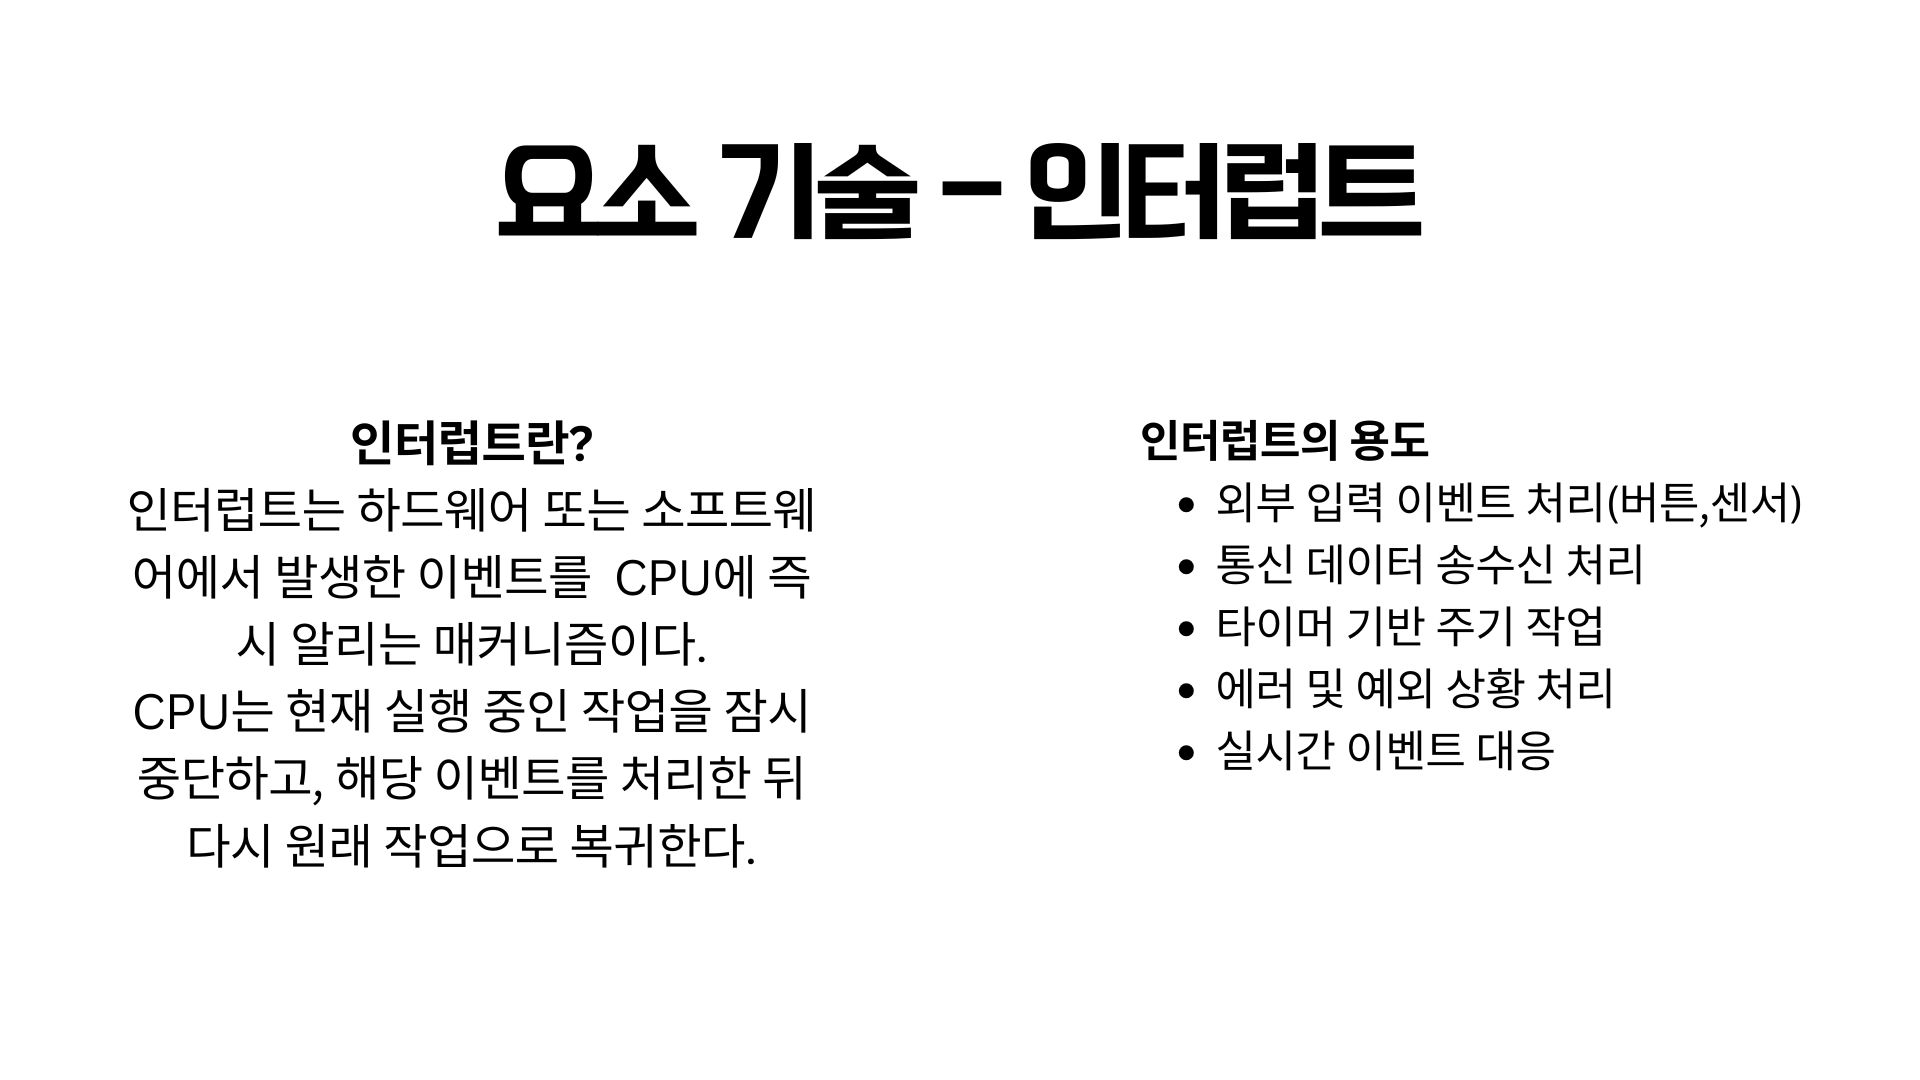 요소 기술 - 인터럽트
인터럽트란?
인터럽트는 하드웨어 또는 소프트웨
어에서 발생한 이벤트를  CPU에 즉
시 알리는 매커니즘이다.
CPU는 현재 실행 중인 작업을 잠시
중단하고, 해당 이벤트를 처리한 뒤
다시 원래 작업으로 복귀한다.
인터럽트의 용도
• 외부 입력 이벤트 처리(버튼,센서)
• 통신 데이터 송수신 처리
• 타이머 기반 주기 작업
• 에러 및 예외 상황 처리
• 실시간 이벤트 대응